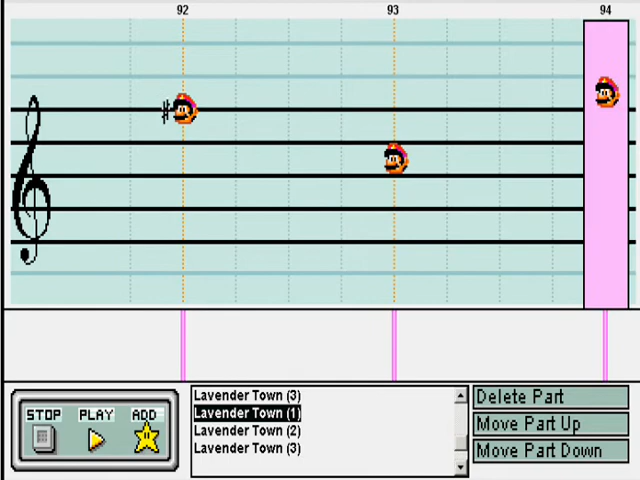 92 93 94
STOP PLAY ADD
Lavender Town (3)
Lavender Town (1)
Lavender Town (2)
Lavender Town (3)
Delete Part
Move Part Up
Move Part Down